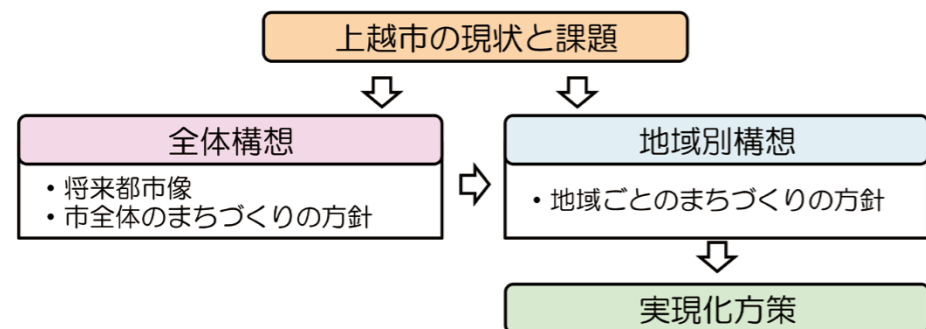 上越市の現状と課題
全体構想
・将来都市像
・市全体のまちづくりの方針
地域別構想
・地域ごとのまちづくりの方針
実現化方策